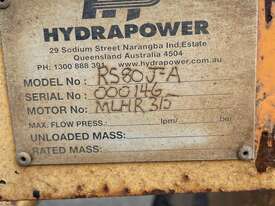 HP
HYDRAPOWER
29 Sodium Street Narangba Ind.Estate
Queensland Australia 4504
PH: 1300 888 391 www.hydrapower.com.au
MODEL No : RS80J-A
SERIAL No : 000146
MOTOR No : MLHR 315
MAX. FLOW PRESS.: lpm/ bar
UNLOADED MASS:
RATED MASS: